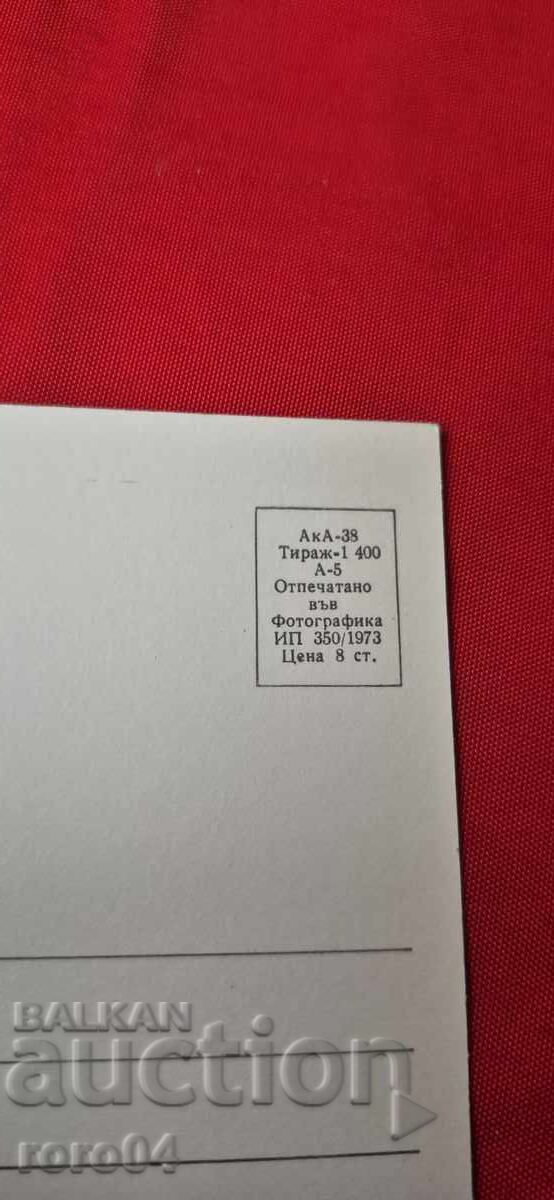 АкА-38
Тираж-1 400
А-5
Отпечатано
във
Фотографика
ИП 350/1973
Цена 8 ст.
BALKAN
auction
roro04